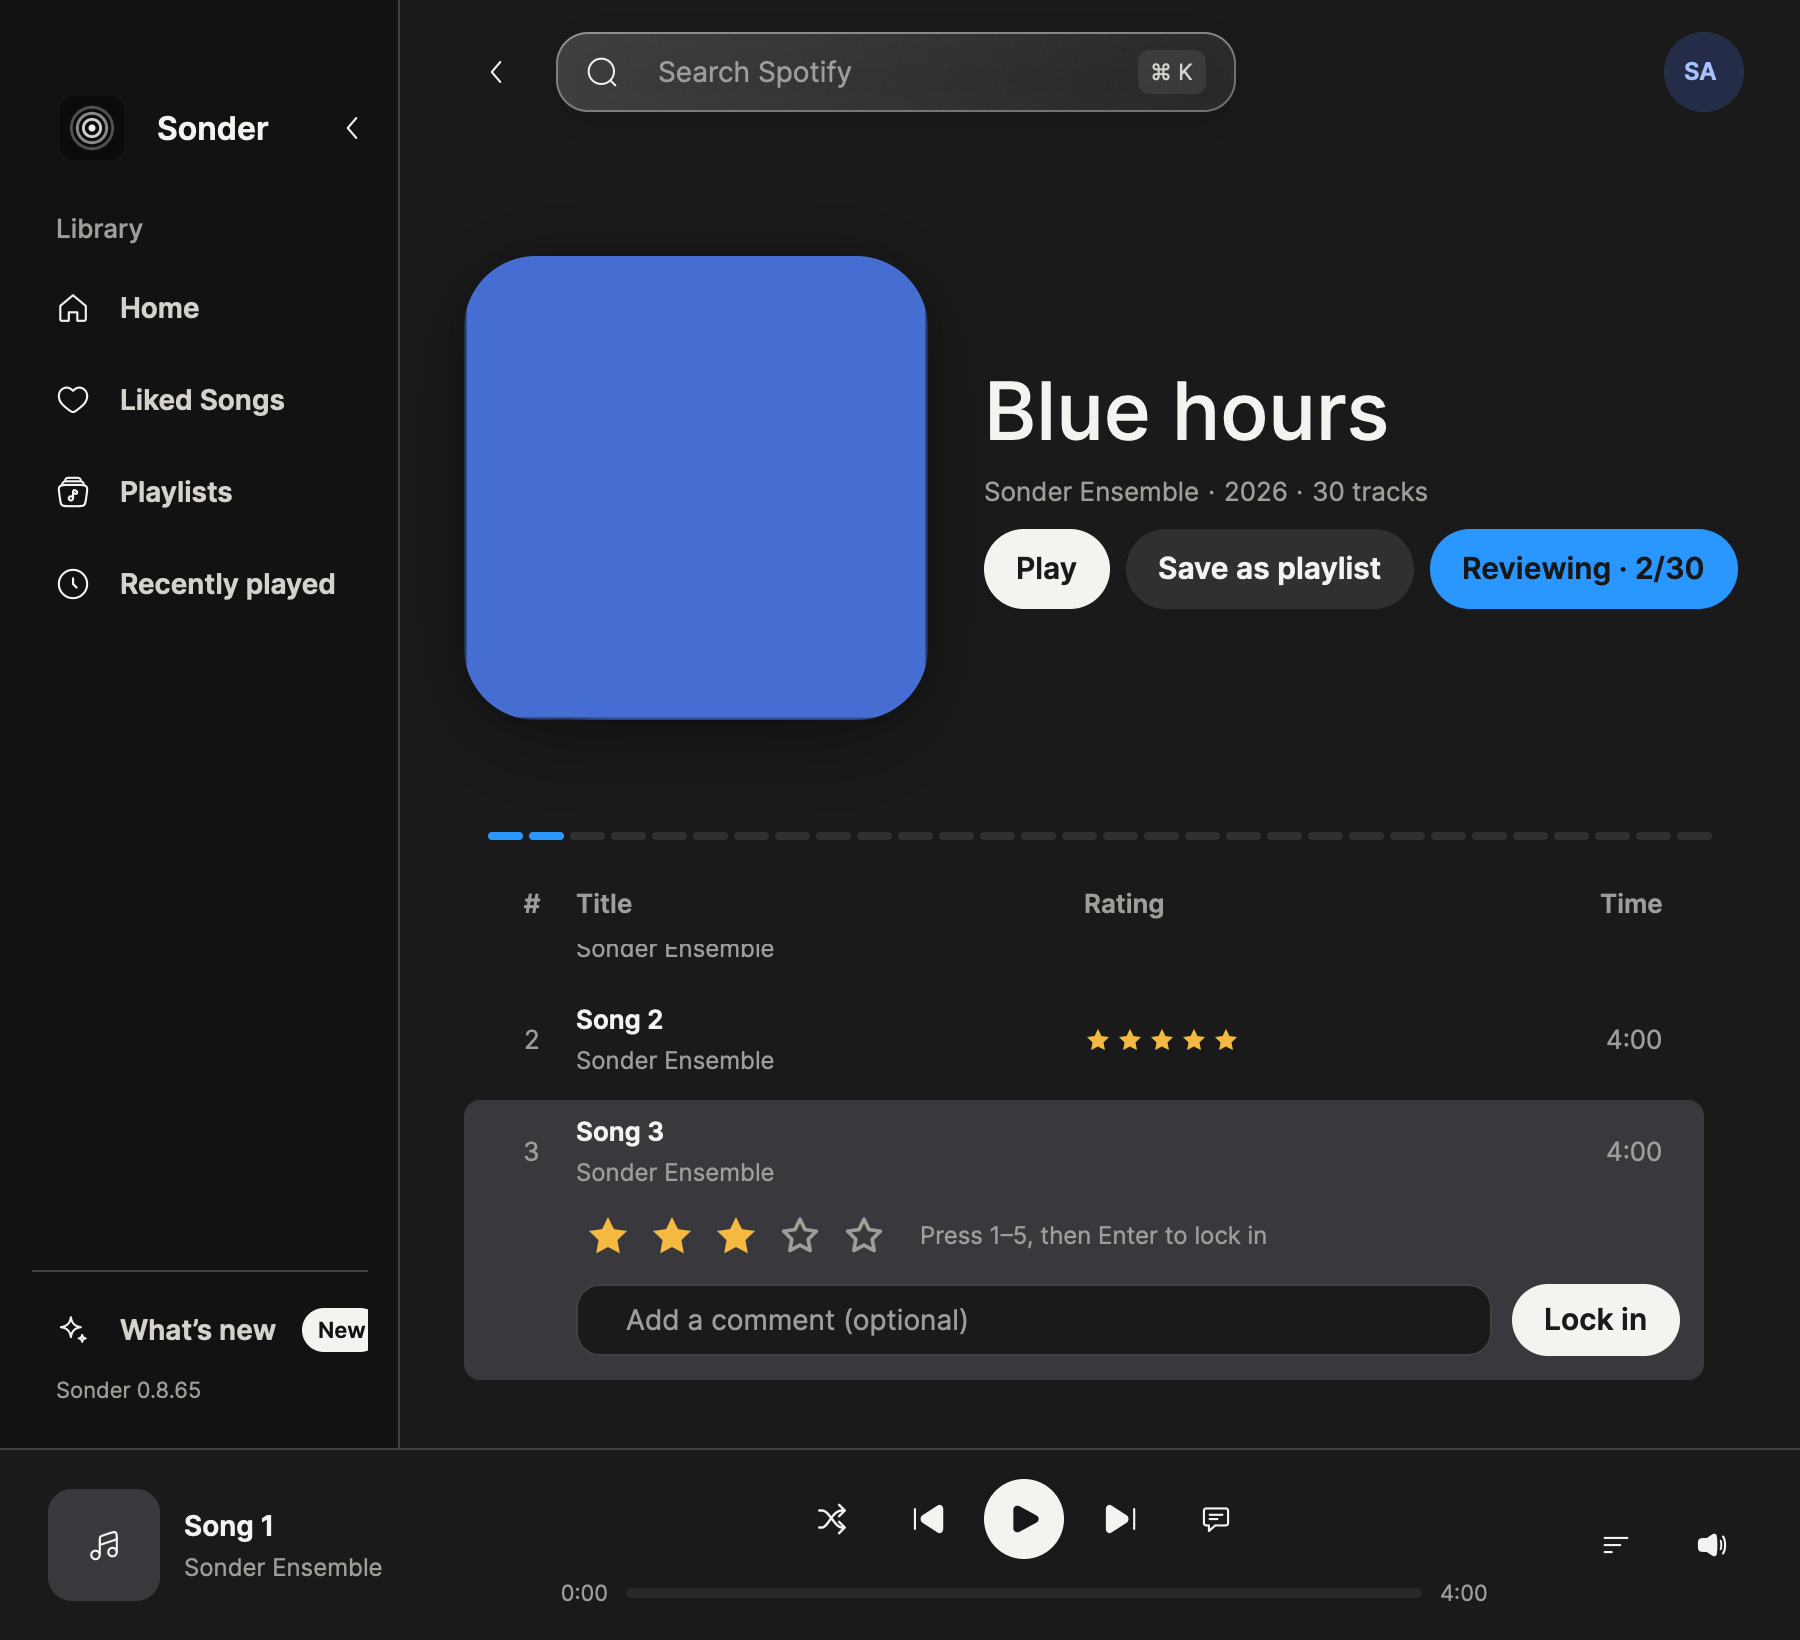 Search Spotify
⌘ K
SA
Sonder
Library
Home
Liked Songs
Playlists
Recently played
Blue hours
Sonder Ensemble · 2026 · 30 tracks
Play
Save as playlist
Reviewing · 2/30
# Title Rating Time
Sonder Ensemble
2 Song 2 4:00
Sonder Ensemble
3 Song 3 4:00
Sonder Ensemble
Press 1–5, then Enter to lock in
Add a comment (optional)
Lock in
What’s new
New
Sonder 0.8.65
Song 1
Sonder Ensemble
0:00
4:00